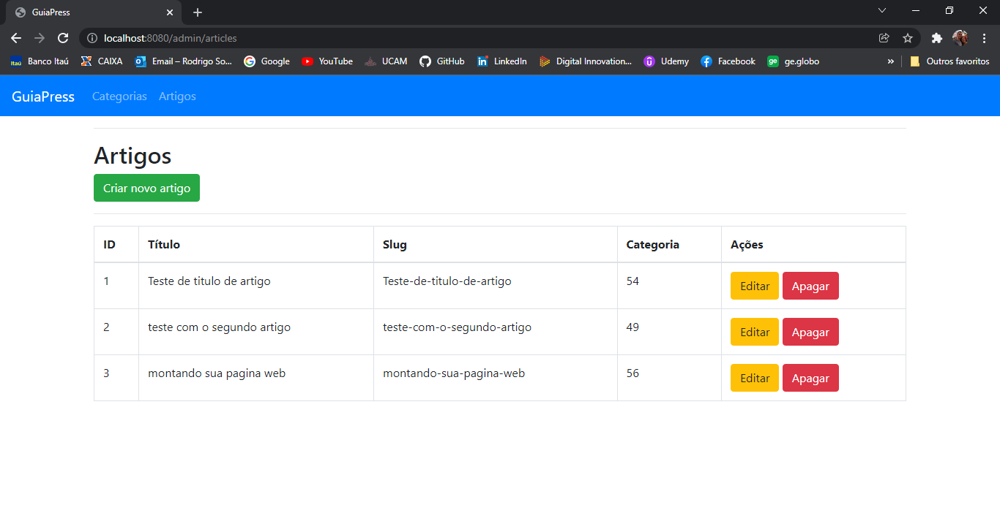 GuiaPress
localhost:8080/admin/articles
Itaú Banco Itaú CAIXA Email – Rodrigo So... Google YouTube UCAM GitHub LinkedIn Digital Innovation... Udemy Facebook ge ge.globo » Outros favoritos
GuiaPress Categorias Artigos
Artigos
Criar novo artigo
ID Título Slug Categoria Ações
1 Teste de titulo de artigo Teste-de-titulo-de-artigo 54 Editar Apagar
2 teste com o segundo artigo teste-com-o-segundo-artigo 49 Editar Apagar
3 montando sua pagina web montando-sua-pagina-web 56 Editar Apagar